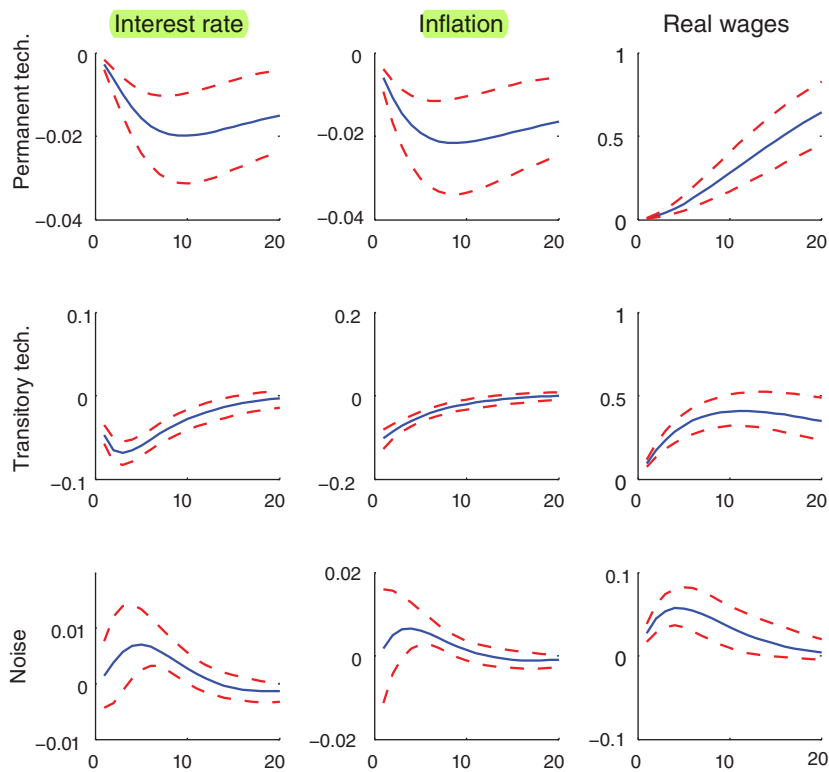 Interest rate Inflation Real wages
Permanent tech.
0 −0.02 −0.04 0 10 20
0 −0.02 −0.04 0 10 20
1 0.5 0 0 10 20
Transitory tech.
0.1 0 −0.1 0 10 20
0.2 0 −0.2 0 10 20
1 0.5 0 0 10 20
Noise
0.01 0 −0.01 0 10 20
0.02 0 −0.02 0 10 20
0.1 0 −0.1 0 10 20